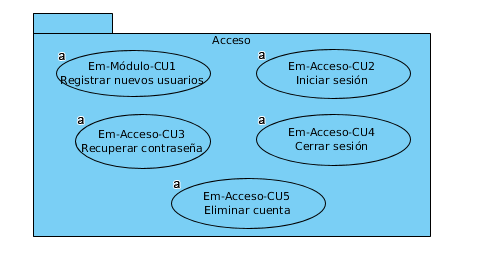 Acceso
a
Em-Módulo-CU1
Registrar nuevos usuarios
a
Em-Acceso-CU2
Iniciar sesión
a
Em-Acceso-CU3
Recuperar contraseña
a
Em-Acceso-CU4
Cerrar sesión
a
Em-Acceso-CU5
Eliminar cuenta